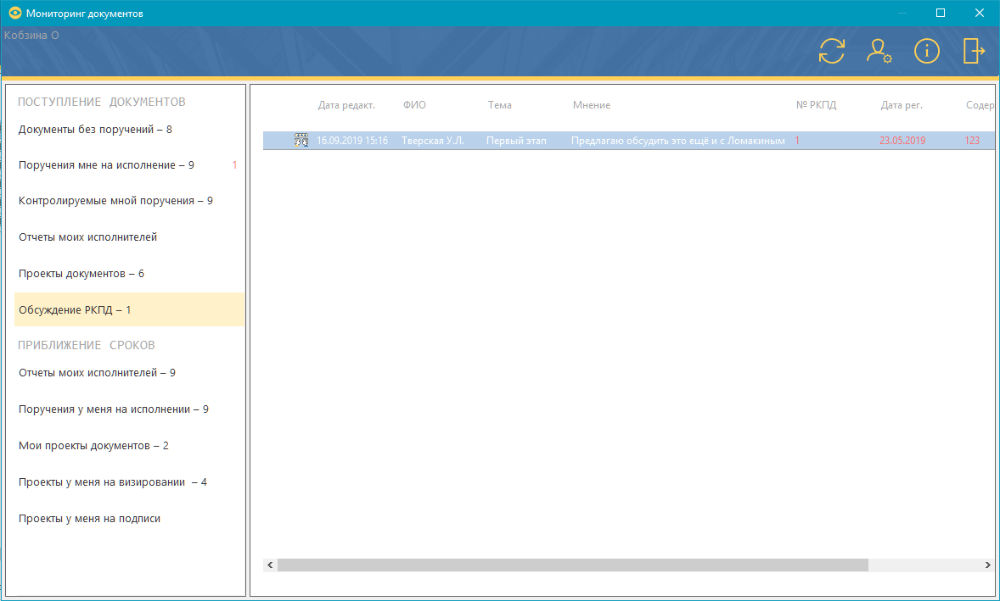 Мониторинг документов
Кобзина О
ПОСТУПЛЕНИЕ ДОКУМЕНТОВ
Документы без поручений – 8
Поручения мне на исполнение – 9 1
Контролируемые мной поручения – 9
Отчеты моих исполнителей
Проекты документов – 6
Обсуждение РКПД – 1
ПРИБЛИЖЕНИЕ СРОКОВ
Отчеты моих исполнителей – 9
Поручения у меня на исполнении – 9
Мои проекты документов – 2
Проекты у меня на визировании – 4
Проекты у меня на подписи
Дата редакт. ФИО Тема Мнение № РКПД Дата рег. Содер
16.09.2019 15:16 Тверская У.Л. Первый этап Предлагаю обсудить это ещё и с Ломакиным 1 23.05.2019 123